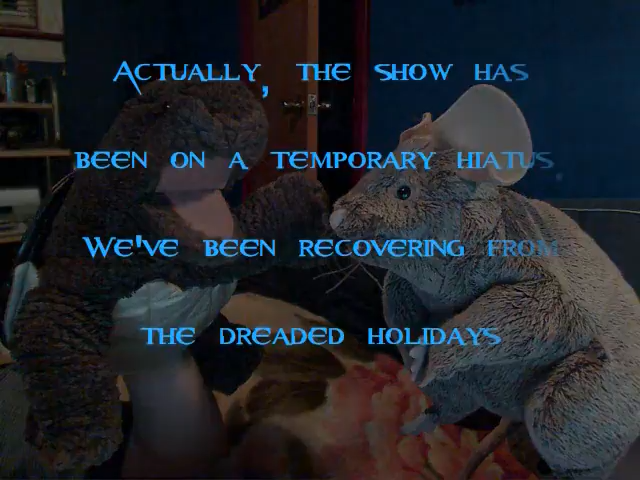 Actually, the show has
been on a temporary hiatus.
We've been recovering from
the dreaded holidays